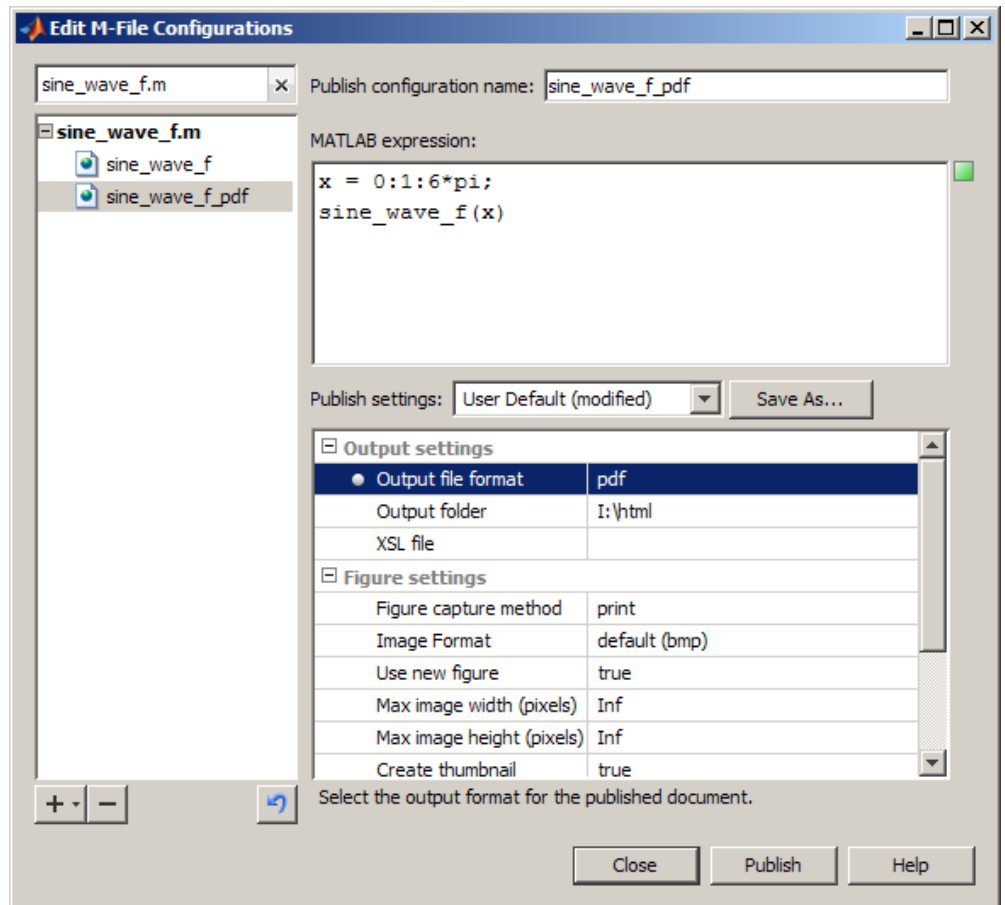 Edit M-File Configurations
sine_wave_f.m
Publish configuration name: sine_wave_f_pdf
sine_wave_f.m
sine_wave_f
sine_wave_f_pdf
MATLAB expression:
x = 0:1:6*pi;
sine_wave_f(x)
Publish settings: User Default (modified) Save As...
Output settings
Output file format pdf
Output folder I:\html
XSL file
Figure settings
Figure capture method print
Image Format default (bmp)
Use new figure true
Max image width (pixels) Inf
Max image height (pixels) Inf
Create thumbnail true
Select the output format for the published document.
Close Publish Help